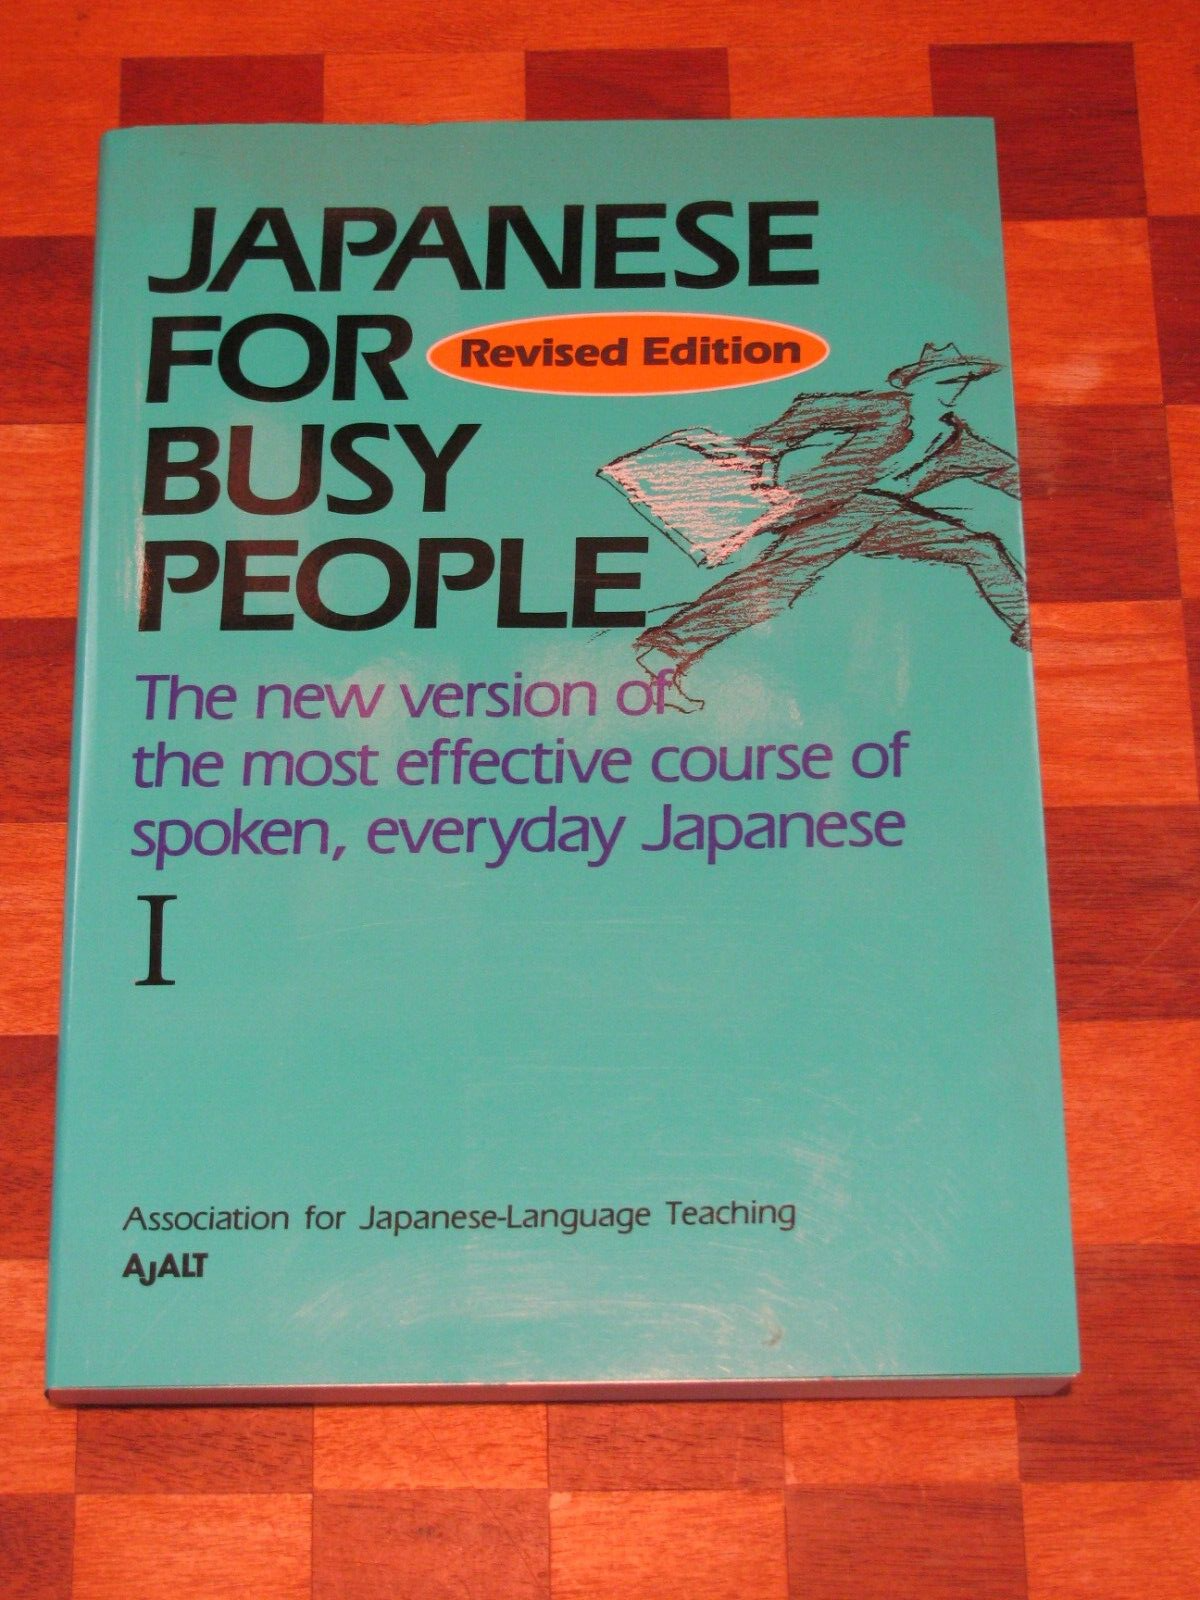 JAPANESE
FOR
Revised Edition
BUSY
PEOPLE
The new version of
the most effective course of
spoken, everyday Japanese
I
Association for Japanese-Language Teaching
AJALT